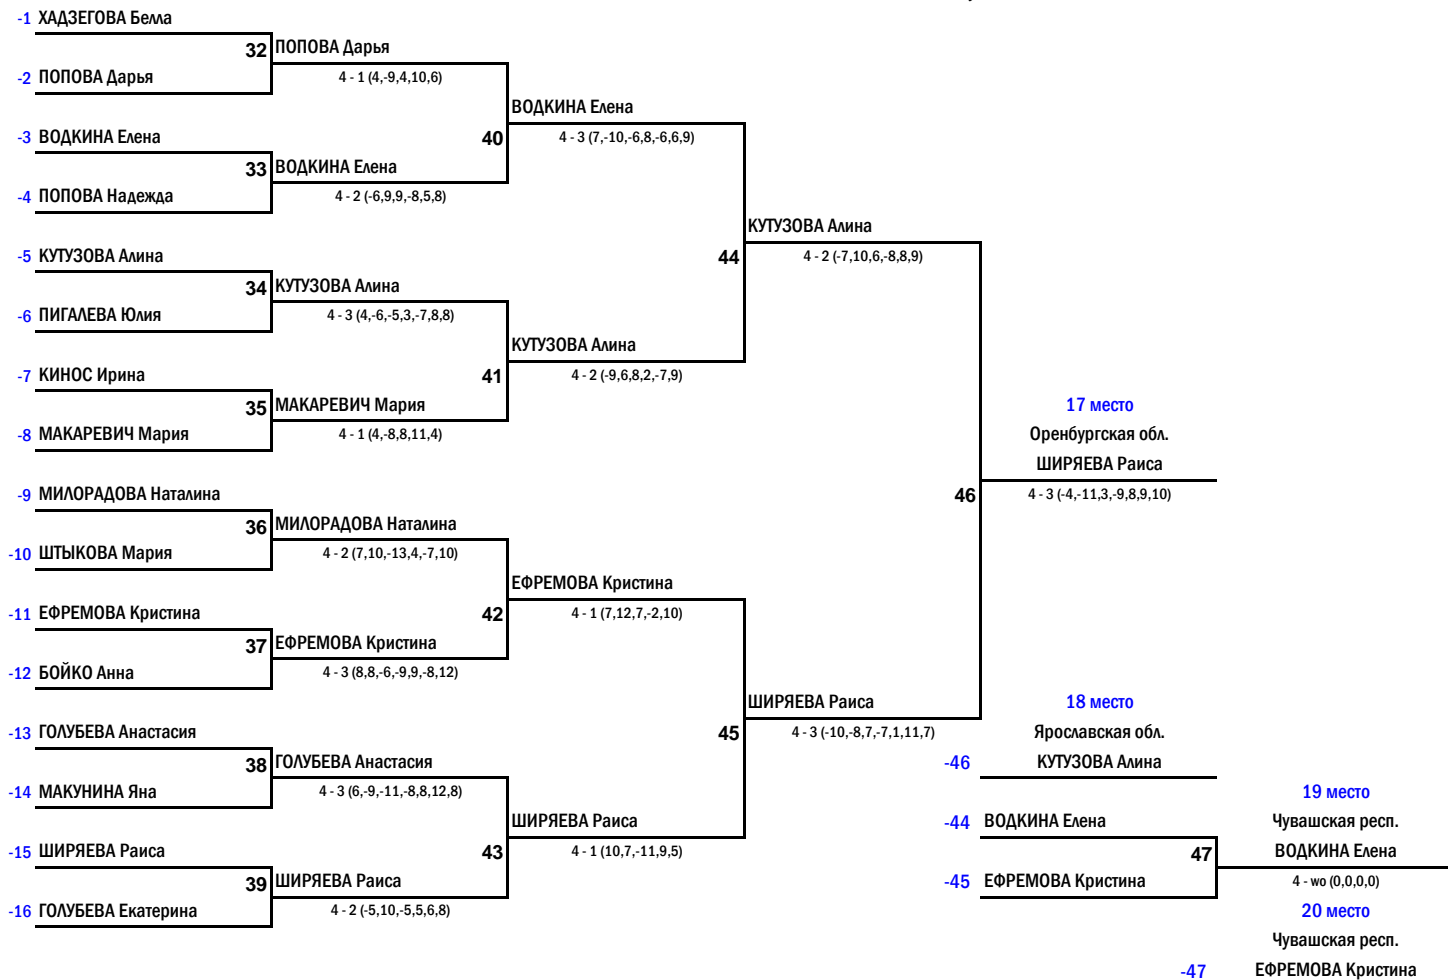 -1 ХАДЗЕГОВА Белла
32 ПОПОВА Дарья
-2 ПОПОВА Дарья
4 - 1 (4,-9,4,10,6)
ВОДКИНА Елена
-3 ВОДКИНА Елена
40
4 - 3 (7,-10,-6,8,-6,6,9)
33 ВОДКИНА Елена
-4 ПОПОВА Надежда
4 - 2 (-6,9,9,-8,5,8)
КУТУЗОВА Алина
-5 КУТУЗОВА Алина
44
4 - 2 (-7,10,6,-8,8,9)
34 КУТУЗОВА Алина
-6 ПИГАЛЕВА Юлия
4 - 3 (4,-6,-5,3,-7,8,8)
КУТУЗОВА Алина
-7 КИНОС Ирина
41
4 - 2 (-9,6,8,2,-7,9)
35 МАКАРЕВИЧ Мария
17 место
-8 МАКАРЕВИЧ Мария
4 - 1 (4,-8,8,11,4)
Оренбургская обл.
ШИРЯЕВА Раиса
-9 МИЛОРАДОВА Наталина
46
4 - 3 (-4,-11,3,-9,8,9,10)
36 МИЛОРАДОВА Наталина
-10 ШТЫКОВА Мария
4 - 2 (7,10,-13,4,-7,10)
ЕФРЕМОВА Кристина
-11 ЕФРЕМОВА Кристина
42
4 - 1 (7,12,7,-2,10)
37 ЕФРЕМОВА Кристина
-12 БОЙКО Анна
4 - 3 (8,8,-6,-9,9,-8,12)
ШИРЯЕВА Раиса
18 место
-13 ГОЛУБЕВА Анастасия
45
4 - 3 (-10,-8,7,-7,1,11,7)
Ярославская обл.
38 ГОЛУБЕВА Анастасия
-46 КУТУЗОВА Алина
-14 МАКУНИНА Яна
4 - 3 (6,-9,-11,-8,8,12,8)
19 место
ШИРЯЕВА Раиса
-44 ВОДКИНА Елена
Чувашская респ.
-15 ШИРЯЕВА Раиса
43
4 - 1 (10,7,-11,9,5)
47 ВОДКИНА Елена
39 ШИРЯЕВА Раиса
-45 ЕФРЕМОВА Кристина
4 - wo (0,0,0,0)
-16 ГОЛУБЕВА Екатерина
4 - 2 (-5,10,-5,5,6,8)
20 место
Чувашская респ.
-47 ЕФРЕМОВА Кристина